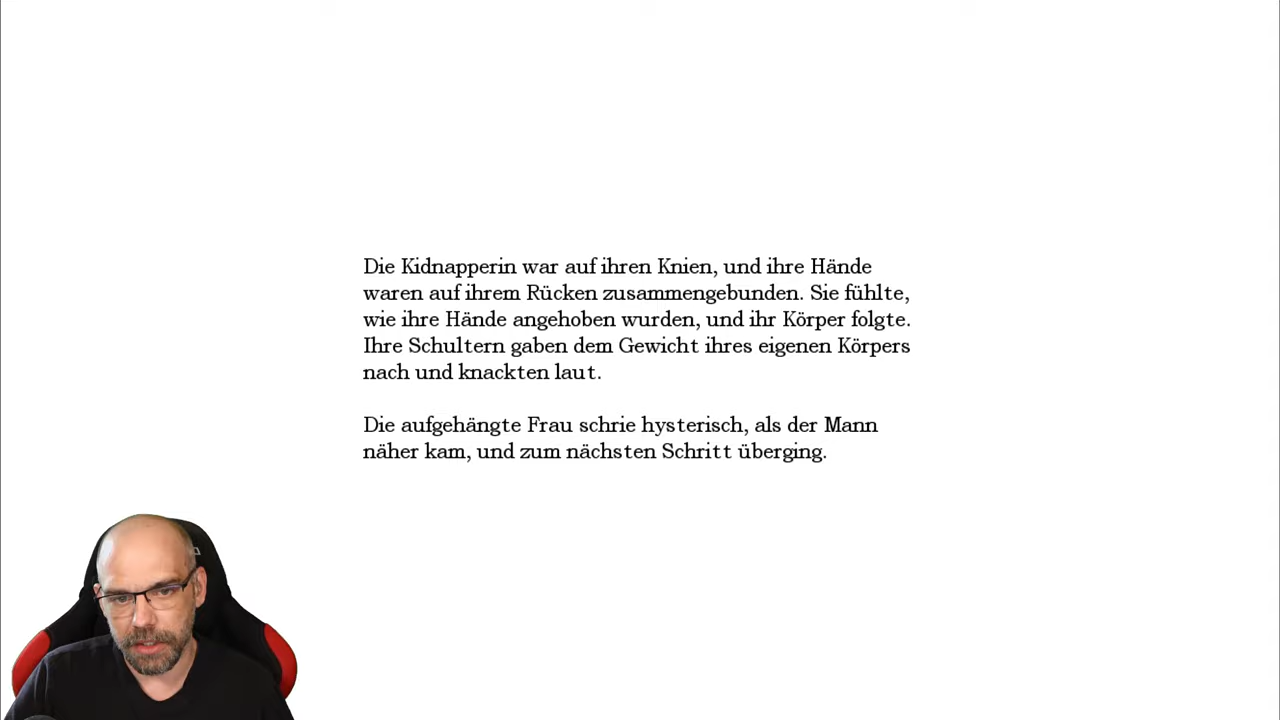 Die Kidnapperin war auf ihren Knien, und ihre Hände
waren auf ihrem Rücken zusammengebunden. Sie fühlte,
wie ihre Hände angehoben wurden, und ihr Körper folgte.
Ihre Schultern gaben dem Gewicht ihres eigenen Körpers
nach und knackten laut.
Die aufgehängte Frau schrie hysterisch, als der Mann
näher kam, und zum nächsten Schritt überging.